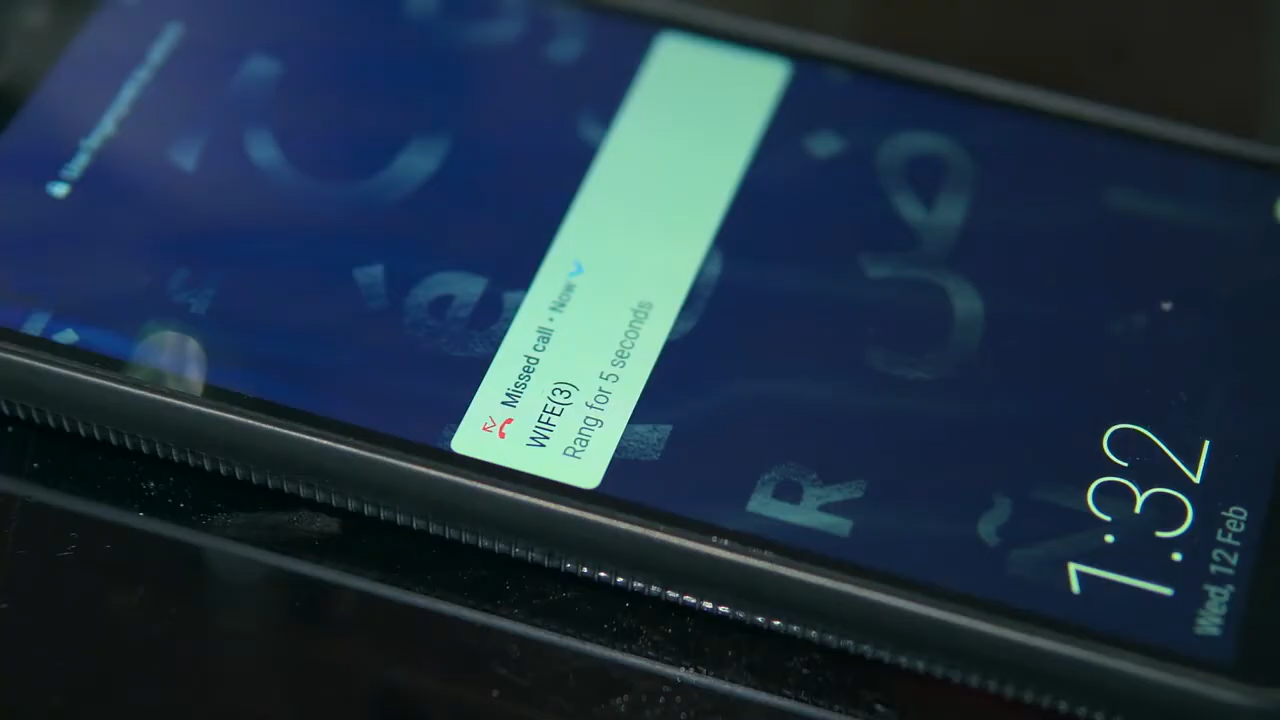 1:32
Wed, 12 Feb
Missed call • Now
WIFE(3)
Rang for 5 seconds